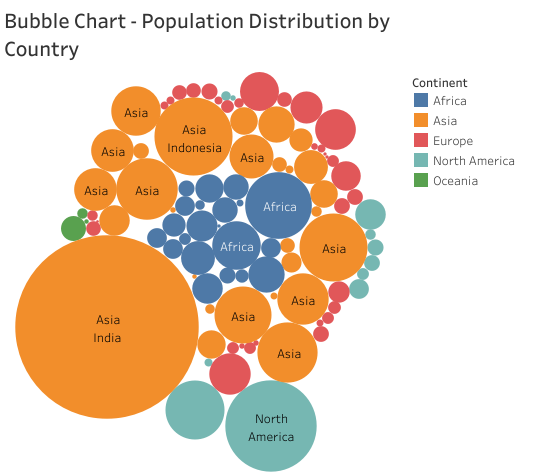 Bubble Chart - Population Distribution by
Country
Continent
Africa
Asia
Europe
North America
Oceania
Asia
Asia
Indonesia
Asia
Asia
Asia
Asia
Africa
Africa
Asia
Asia
Asia
Asia
India
Asia
North
America